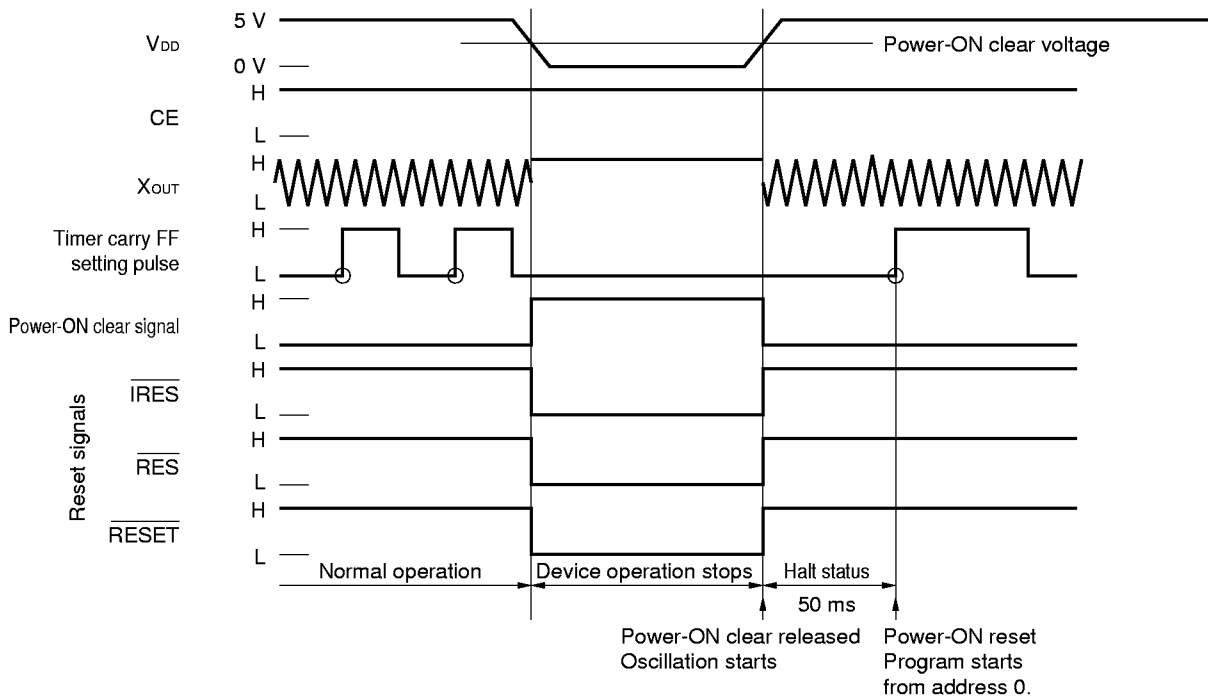 5 V
VDD
Power-ON clear voltage
0 V
H
CE
L
H
XOUT
L
Timer carry FF
setting pulse
H
L
H
Power-ON clear signal
L
Reset signals
H
IRES
L
H
RES
L
H
RESET
L
Normal operation
Device operation stops
Halt status
50 ms
Power-ON clear released
Oscillation starts
Power-ON reset
Program starts
from address 0.